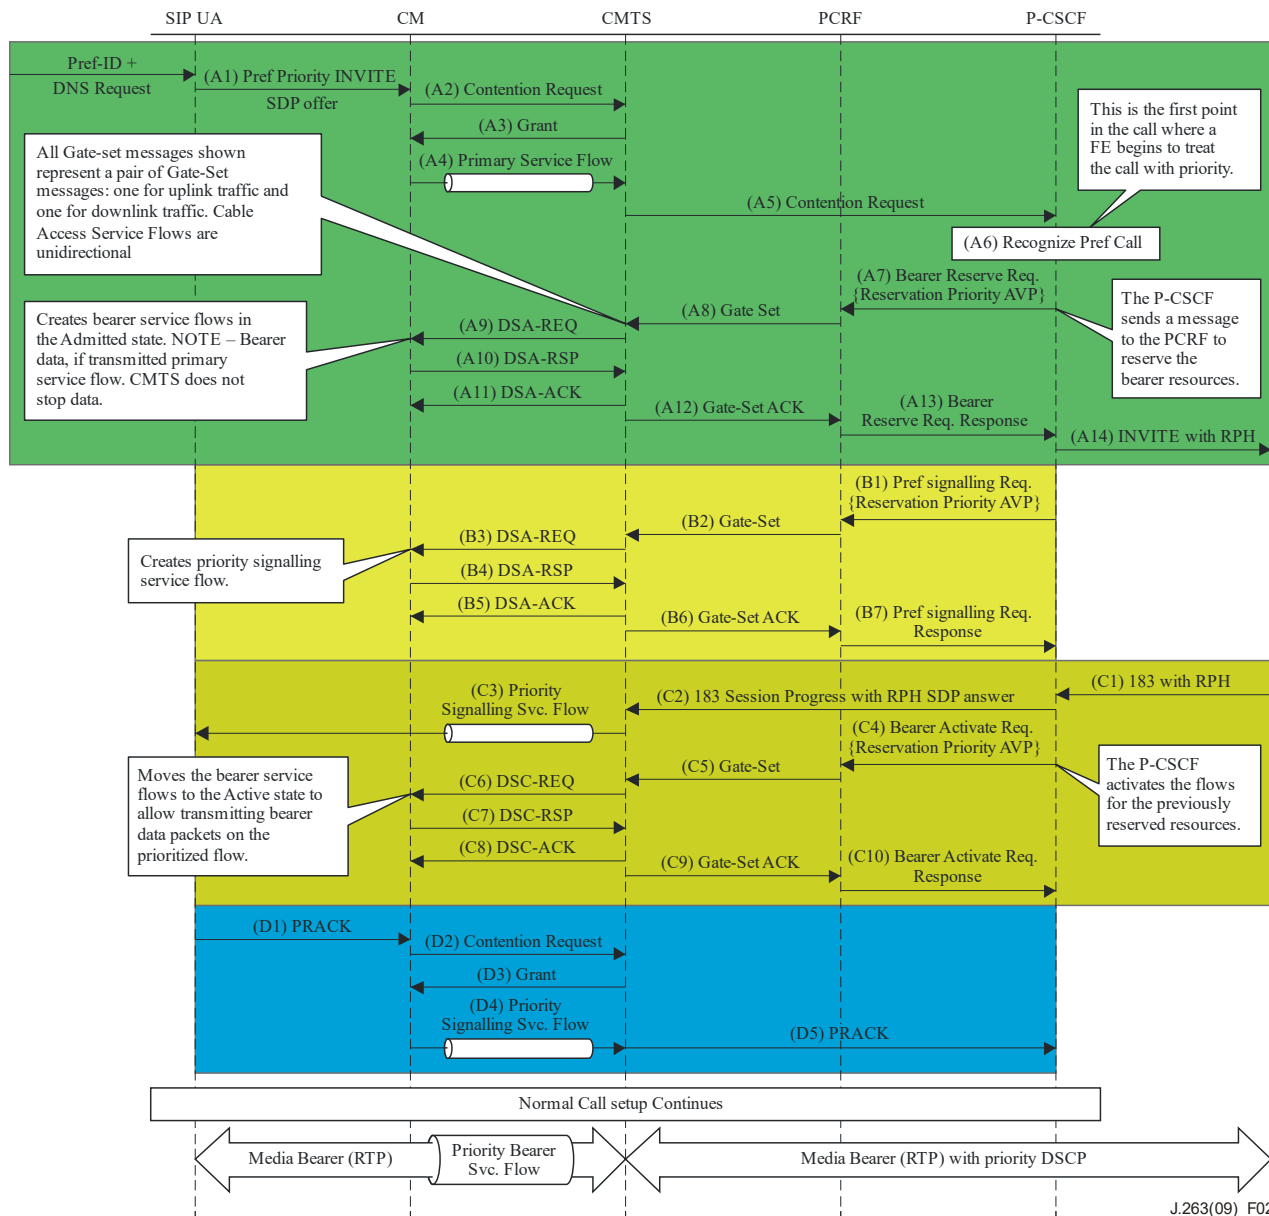 SIP UA
CM
CMTS
PCRF
P-CSCF
Pref-ID +
DNS Request
(A1) Pref Priority INVITE
SDP offer
(A2) Contention Request
(A3) Grant
(A4) Primary Service Flow
All Gate-set messages shown
represent a pair of Gate-Set
messages: one for uplink traffic and
one for downlink traffic. Cable
Access Service Flows are
unidirectional
This is the first point
in the call where a
FE begins to treat
the call with priority.
(A5) Contention Request
(A6) Recognize Pref Call
(A7) Bearer Reserve Req.
{Reservation Priority AVP}
(A8) Gate Set
The P-CSCF
sends a message
to the PCRF to
reserve the
bearer resources.
Creates bearer service flows in
the Admitted state. NOTE – Bearer
data, if transmitted primary
service flow. CMTS does not
stop data.
(A9) DSA-REQ
(A10) DSA-RSP
(A11) DSA-ACK
(A12) Gate-Set ACK
(A13) Bearer
Reserve Req. Response
(A14) INVITE with RPH
(B1) Pref signalling Req.
{Reservation Priority AVP}
(B2) Gate-Set
(B3) DSA-REQ
Creates priority signalling
service flow.
(B4) DSA-RSP
(B5) DSA-ACK
(B6) Gate-Set ACK
(B7) Pref signalling Req.
Response
(C1) 183 with RPH
(C2) 183 Session Progress with RPH SDP answer
(C3) Priority
Signalling Svc. Flow
(C4) Bearer Activate Req.
{Reservation Priority AVP}
(C5) Gate-Set
The P-CSCF
activates the flows
for the previously
reserved resources.
Moves the bearer service
flows to the Active state to
allow transmitting bearer
data packets on the
prioritized flow.
(C6) DSC-REQ
(C7) DSC-RSP
(C8) DSC-ACK
(C9) Gate-Set ACK
(C10) Bearer Activate Req.
Response
(D1) PRACK
(D2) Contention Request
(D3) Grant
(D4) Priority
Signalling Svc. Flow
(D5) PRACK
Normal Call setup Continues
Media Bearer (RTP)
Priority Bearer
Svc. Flow
Media Bearer (RTP) with priority DSCP
J.263(09)_F02